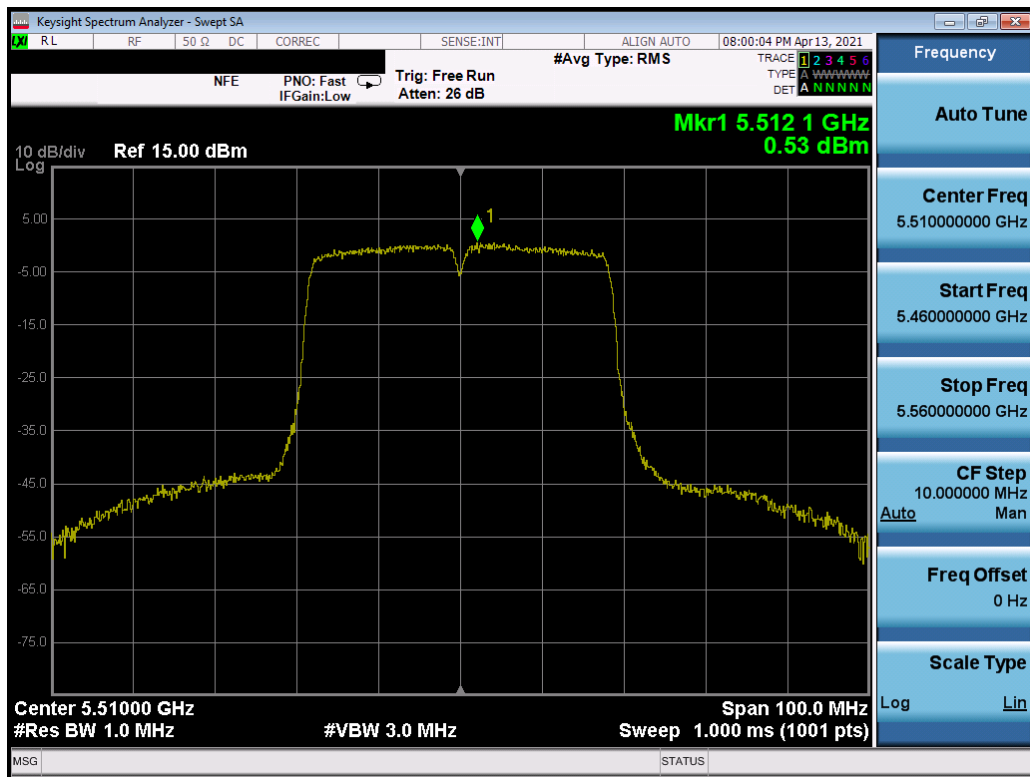 Keysight Spectrum Analyzer - Swept SA
LXI RL RF 50 Ω DC CORREC SENSE:INT ALIGN AUTO 08:00:04 PM Apr 13, 2021
#Avg Type: RMS TRACE 1 2 3 4 5 6
NFE PNO: Fast Trig: Free Run TYPE A WWWWW
IFGain:Low Atten: 26 dB DET A N N N N N
Mkr1 5.512 1 GHz
10 dB/div Ref 15.00 dBm 0.53 dBm
Log
1
5.00
-5.00
-15.0
-25.0
-35.0
-45.0
-55.0
-65.0
-75.0
Center 5.51000 GHz Span 100.0 MHz
#Res BW 1.0 MHz #VBW 3.0 MHz Sweep 1.000 ms (1001 pts)
MSG STATUS
Frequency
Auto Tune
Center Freq
5.510000000 GHz
Start Freq
5.460000000 GHz
Stop Freq
5.560000000 GHz
CF Step
10.000000 MHz
Auto Man
Freq Offset
0 Hz
Scale Type
Log Lin